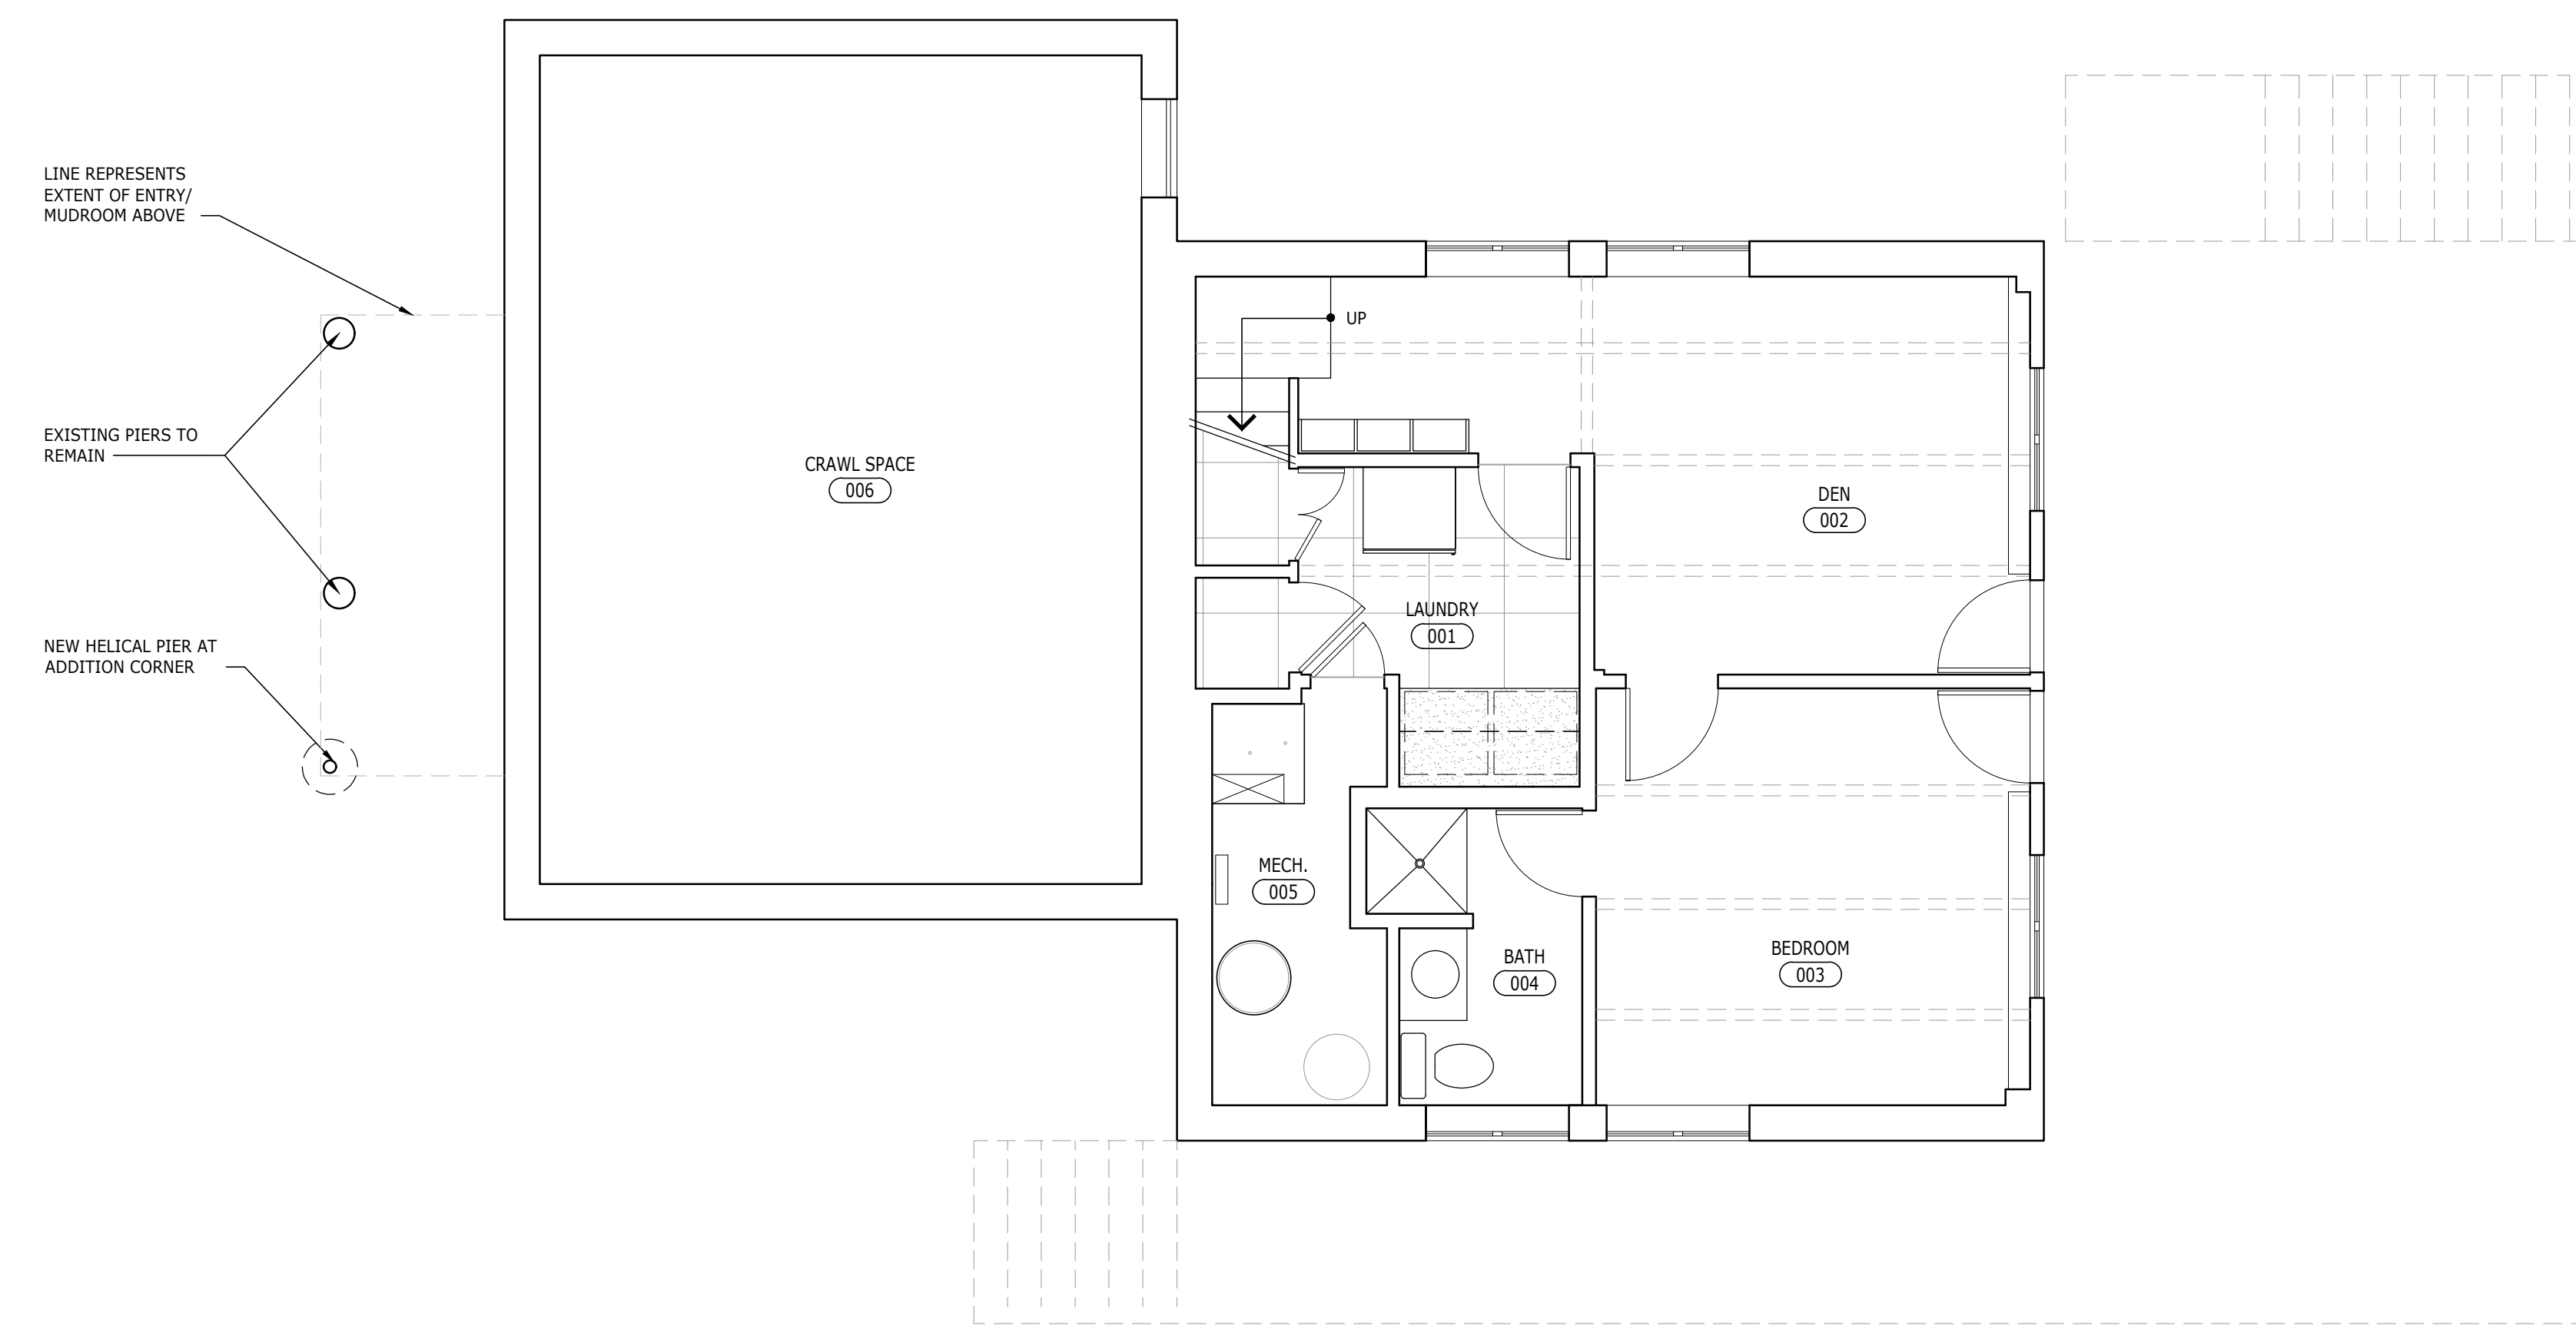 LINE REPRESENTS
EXTENT OF ENTRY/
MUDROOM ABOVE
EXISTING PIERS TO
REMAIN
NEW HELICAL PIER AT
ADDITION CORNER
CRAWL SPACE
006
UP
DEN
002
LAUNDRY
001
MECH.
005
BATH
004
BEDROOM
003